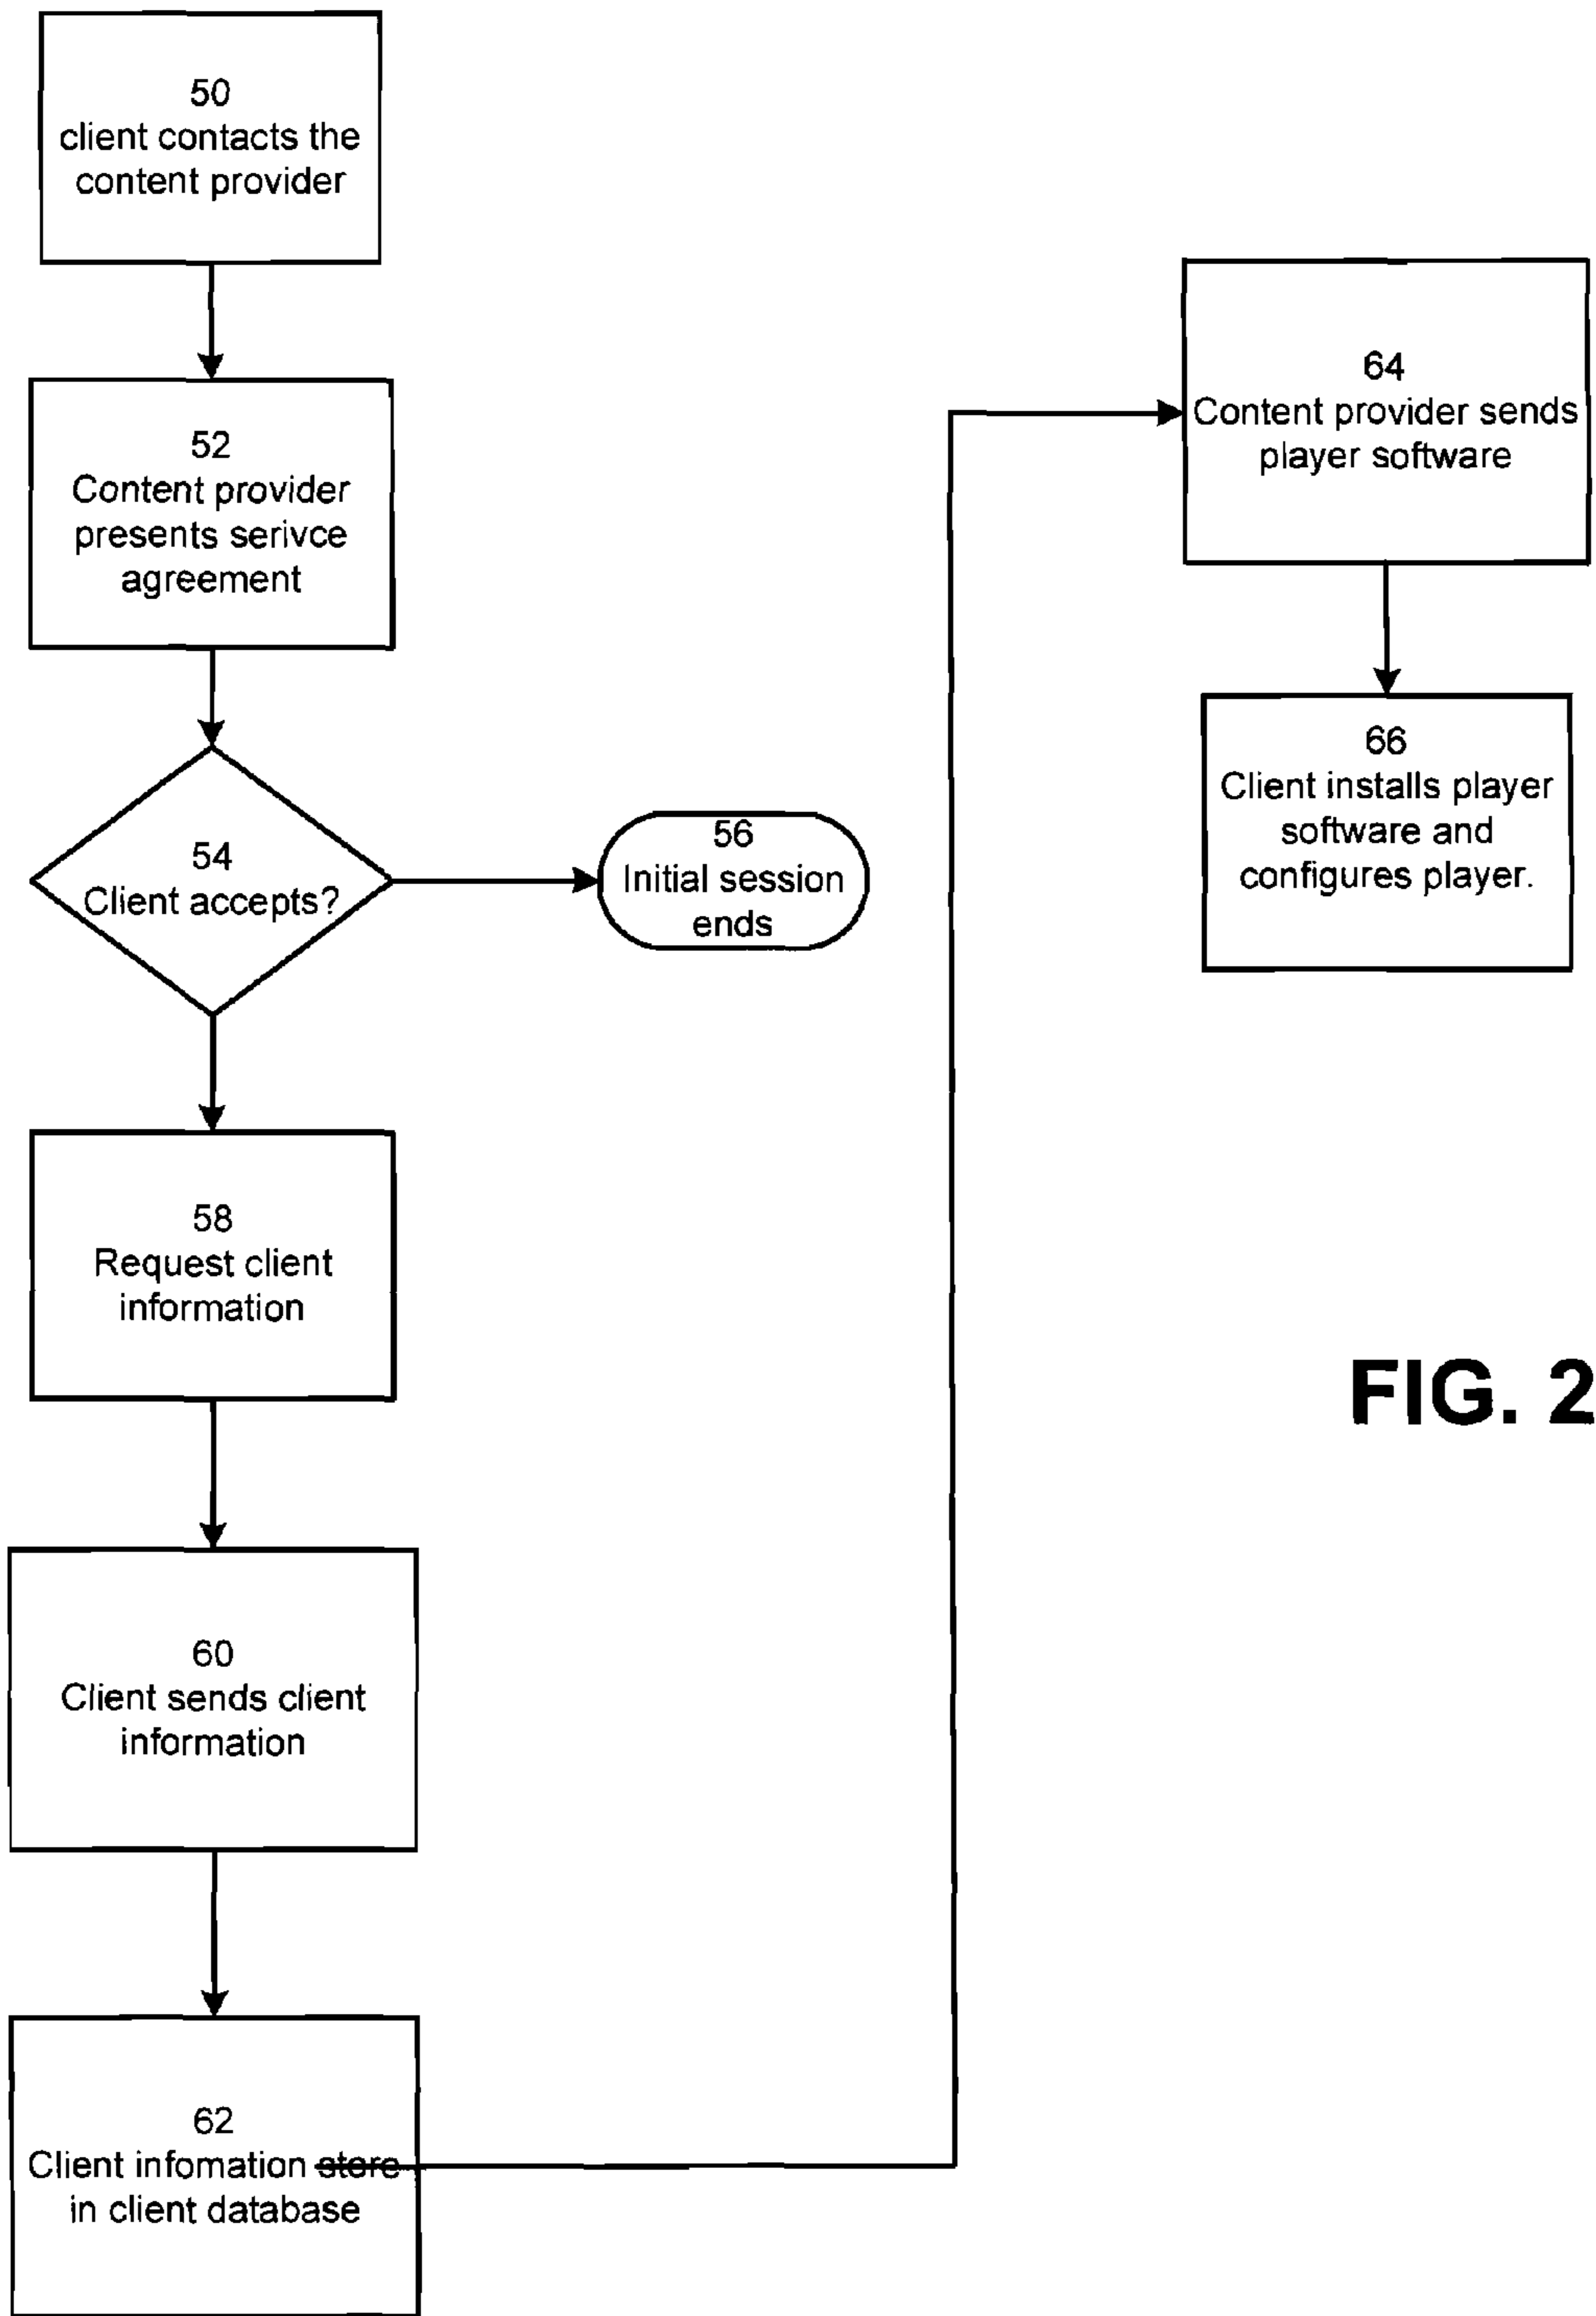 50
client contacts the
content provider
52
Content provider
presents serivce
agreement
54
Client accepts?
56
Initial session
ends
58
Request client
information
60
Client sends client
information
62
Client infomation store
in client database
64
Content provider sends
player software
66
Client installs player
software and
configures player.
FIG. 2